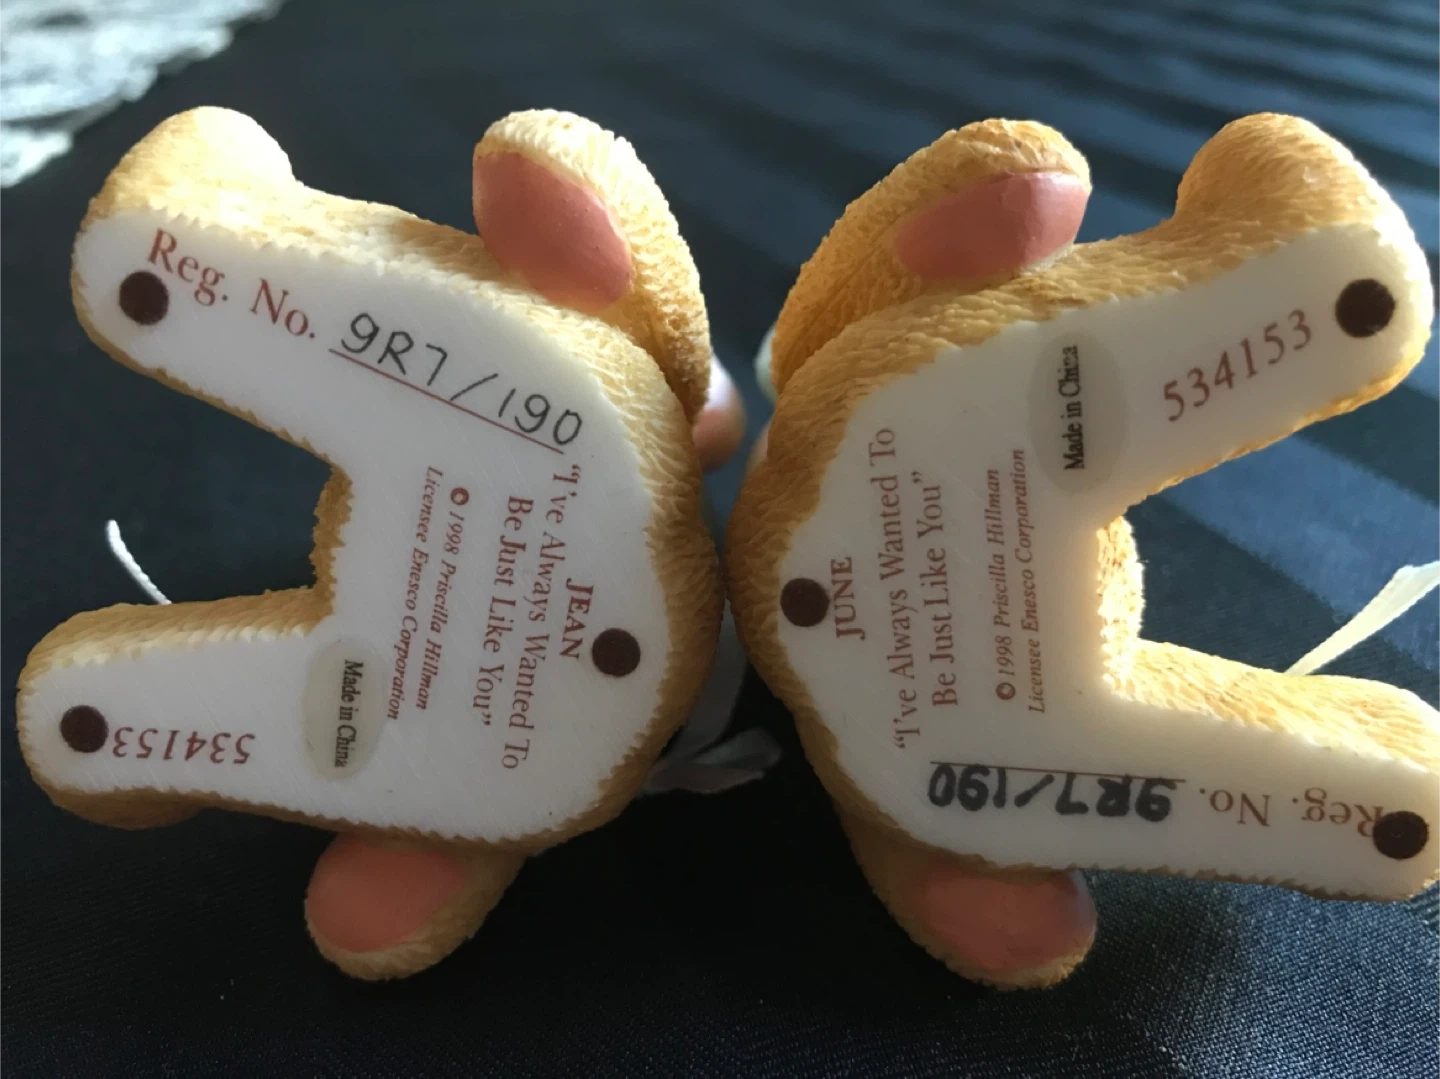 Reg. No. 9R7/190
JEAN
"I've Always Wanted To
Be Just Like You"
© 1998 Priscilla Hillman
Licensee Enesco Corporation
Made in China
534153
JUNE
"I've Always Wanted To
Be Just Like You"
© 1998 Priscilla Hillman
Licensee Enesco Corporation
Made in China
534153
Reg. No. 9R7/190